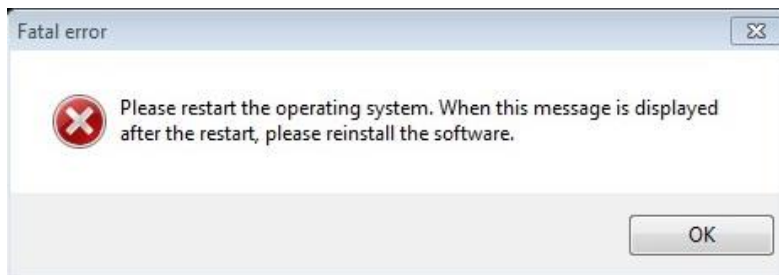 Fatal error
Please restart the operating system. When this message is displayed
after the restart, please reinstall the software.
OK